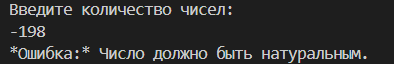 Введите количество чисел:
-198
*Ошибка:* Число должно быть натуральным.